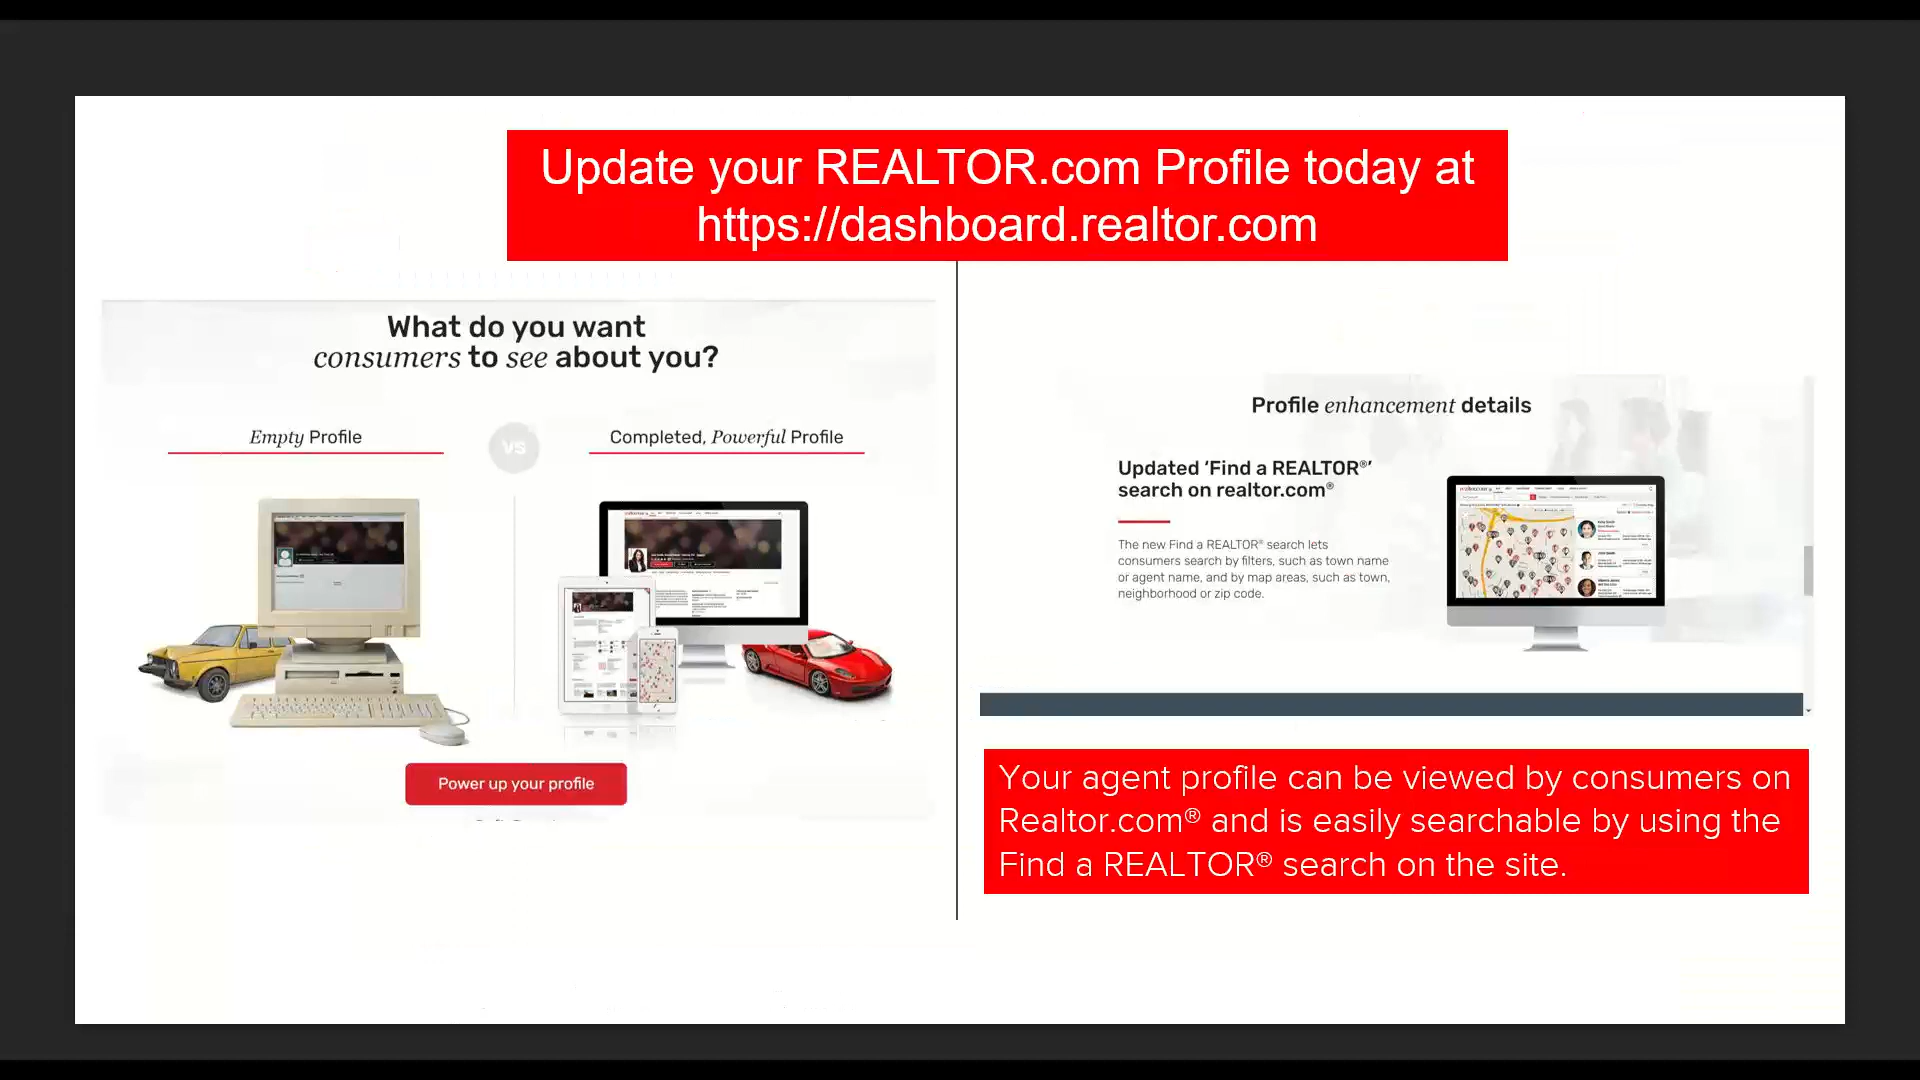 Update your REALTOR.com Profile today at
https://dashboard.realtor.com
What do you want
consumers to see about you?
Empty Profile
VS
Completed, Powerful Profile
Power up your profile
Profile enhancement details
Updated ‘Find a REALTOR®’
search on realtor.com®
The new Find a REALTOR® search lets
consumers search by filters, such as town name
or agent name, and by map areas, such as town,
neighborhood or zip code.
Your agent profile can be viewed by consumers on
Realtor.com® and is easily searchable by using the
Find a REALTOR® search on the site.